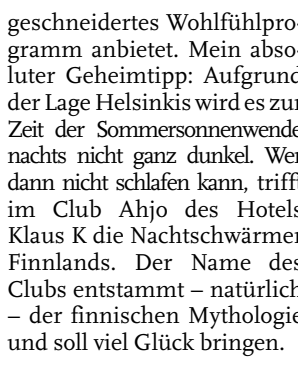 geschneidertes Wohlfühlpro-
gramm anbietet. Mein abso-
luter Geheimtipp: Aufgrund
der Lage Helsinkis wird es zur
Zeit der Sommersonnenwende
nachts nicht ganz dunkel. Wer
dann nicht schlafen kann, trifft
im Club Ahjo des Hotels
Klaus K die Nachtschwärmer
Finnlands. Der Name des
Clubs entstammt – natürlich
– der finnischen Mythologie
und soll viel Glück bringen.